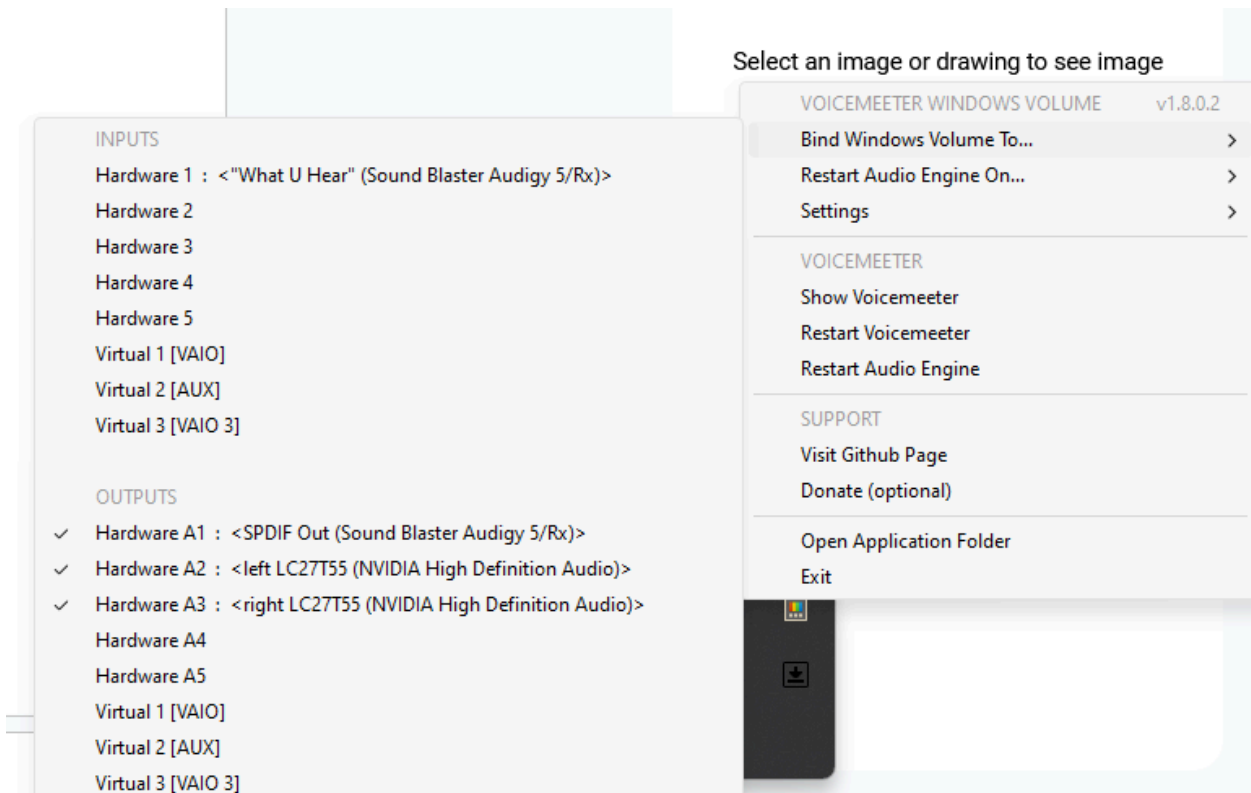 Select an image or drawing to see image
VOICEMEETER WINDOWS VOLUME v1.8.0.2
Bind Windows Volume To...
Restart Audio Engine On...
Settings
VOICEMEETER
Show Voicemeeter
Restart Voicemeeter
Restart Audio Engine
SUPPORT
Visit Github Page
Donate (optional)
Open Application Folder
Exit
INPUTS
Hardware 1 : <"What U Hear" (Sound Blaster Audigy 5/Rx)>
Hardware 2
Hardware 3
Hardware 4
Hardware 5
Virtual 1 [VAIO]
Virtual 2 [AUX]
Virtual 3 [VAIO 3]
OUTPUTS
Hardware A1 : <SPDIF Out (Sound Blaster Audigy 5/Rx)>
Hardware A2 : <left LC27T55 (NVIDIA High Definition Audio)>
Hardware A3 : <right LC27T55 (NVIDIA High Definition Audio)>
Hardware A4
Hardware A5
Virtual 1 [VAIO]
Virtual 2 [AUX]
Virtual 3 [VAIO 3]